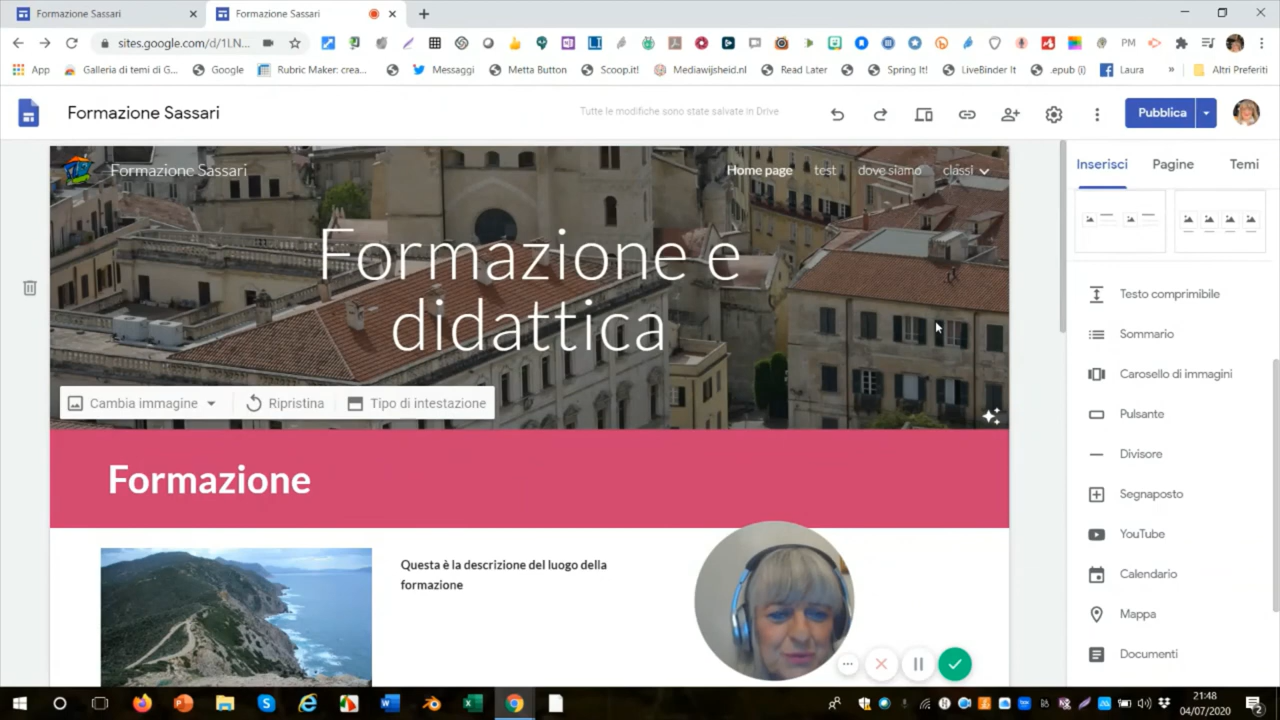 Formazione Sassari
Formazione Sassari
sites.google.com/d/1LN...
PM
App
Galleria di temi di G...
Google
Rubric Maker: crea...
Messaggi
Metta Button
Scoop.it!
Mediawijsheid.nl
Read Later
Spring It!
LiveBinder It
.epub (i)
Laura
»
Altri Preferiti
Formazione Sassari
Tutte le modifiche sono state salvate in Drive
Pubblica
Inserisci
Pagine
Temi
Formazione Sassari
Home page
test
dove siamo
classi
Formazione e
didattica
Cambia immagine
Ripristina
Tipo di intestazione
Formazione
Questa è la descrizione del luogo della
formazione
Testo comprimibile
Sommario
Carosello di immagini
Pulsante
Divisore
Segnaposto
YouTube
Calendario
Mappa
Documenti
21:48
04/07/2020